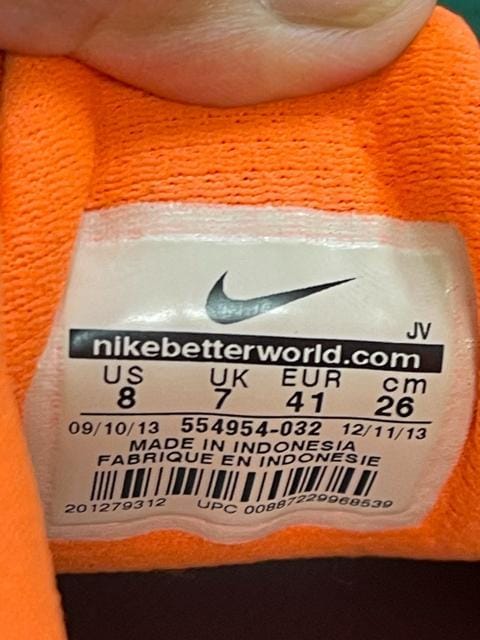 JV
nikebetterworld.com
US UK EUR cm
8 7 41 26
09/10/13 554954-032 12/11/13
MADE IN INDONESIA
FABRIQUE EN INDONESIE
201279312 UPC 00887229968539